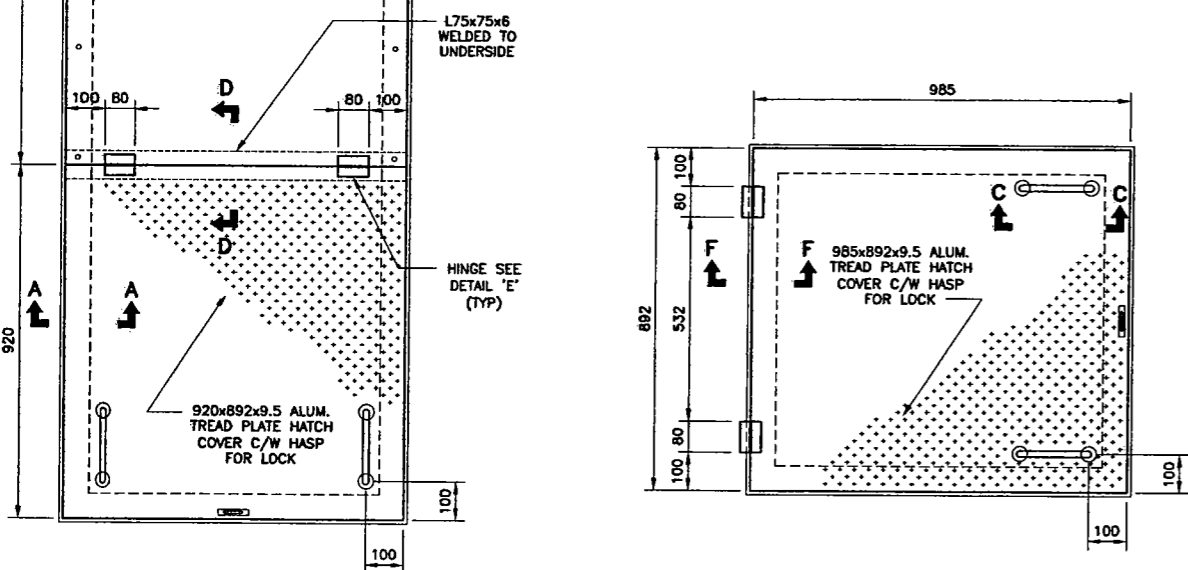 L75x75x6
WELDED TO
UNDERSIDE
D
100 80
80 100
D
HINGE SEE
DETAIL 'E'
(TYP)
A A
920
920x892x9.5 ALUM.
TREAD PLATE HATCH
COVER C/W HASP
FOR LOCK
100
100
985
100
80
C C
F F
985x892x9.5 ALUM.
TREAD PLATE HATCH
COVER C/W HASP
FOR LOCK
892
532
80
100
100
100